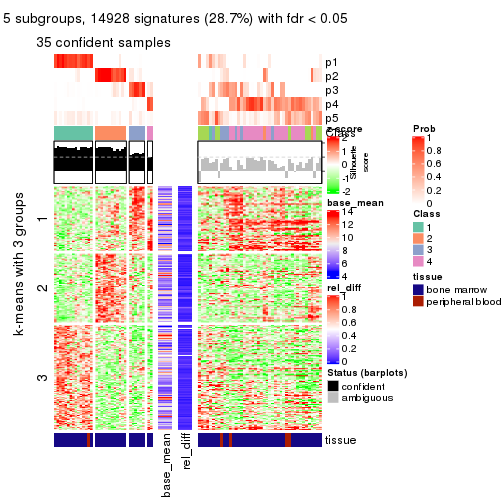 5 subgroups, 14928 signatures (28.7%) with fdr < 0.05
35 confident samples
p1
p2
p3
p4
p5
Class
z-score
2
1
0
-1
-2
Silhouette
score
base_mean
14
12
10
8
6
4
rel_diff
1
0.8
0.6
0.4
0.2
0
Status (barplots)
confident
ambiguous
Prob
1
0.8
0.6
0.4
0.2
0
Class
1
2
3
4
tissue
bone marrow
peripheral blood
k-means with 3 groups
1
2
3
tissue
base_mean
rel_diff